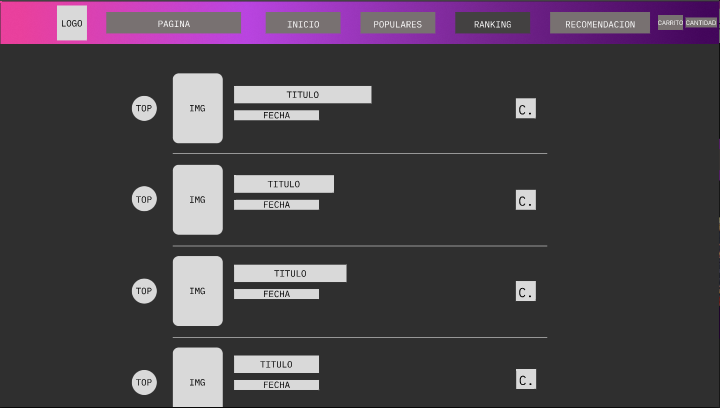 LOGO PAGINA INICIO POPULARES RANKING RECOMENDACION CARRITO CANTIDAD
TOP IMG TITULO C.
FECHA
TOP IMG TITULO C.
FECHA
TOP IMG TITULO C.
FECHA
TOP IMG TITULO C.
FECHA